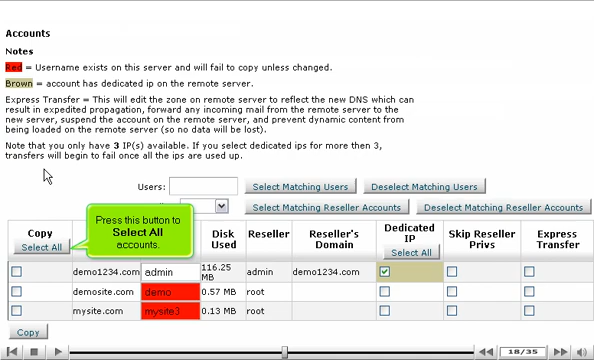 Accounts
Notes
Red = Username exists on this server and will fail to copy unless changed.
Brown = account has dedicated ip on the remote server.
Express Transfer = This will edit the zone on remote server to reflect the new DNS which can
result in expedited propagation, forward any incoming mail from the remote server to the
new server, suspend the account on the remote server, and prevent dynamic content from
being loaded on the remote server (so no data will be lost).
Note that you only have 3 IP(s) available. If you select dedicated ips for more then 3,
transfers will begin to fail once all the ips are used up.
Users: Select Matching Users Deselect Matching Users
Select Matching Reseller Accounts Deselect Matching Reseller Accounts
Press this button to
Select All
accounts.
Copy Select All Disk Used Reseller Reseller's Domain Dedicated IP Select All Skip Reseller Privs Express Transfer
demo1234.com admin 116.25 MB admin demo1234.com
demosite.com demo 0.57 MB root
mysite.com mysite3 0.13 MB root
Copy
18/35